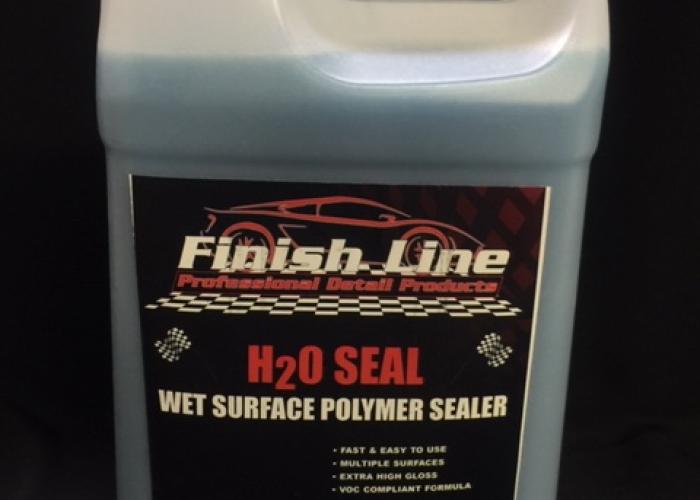 Finish Line
Professional Detail Products
H2O SEAL
WET SURFACE POLYMER SEALER
· FAST & EASY TO USE
· MULTIPLE SURFACES
· EXTRA HIGH GLOSS
· VOC COMPLIANT FORMULA